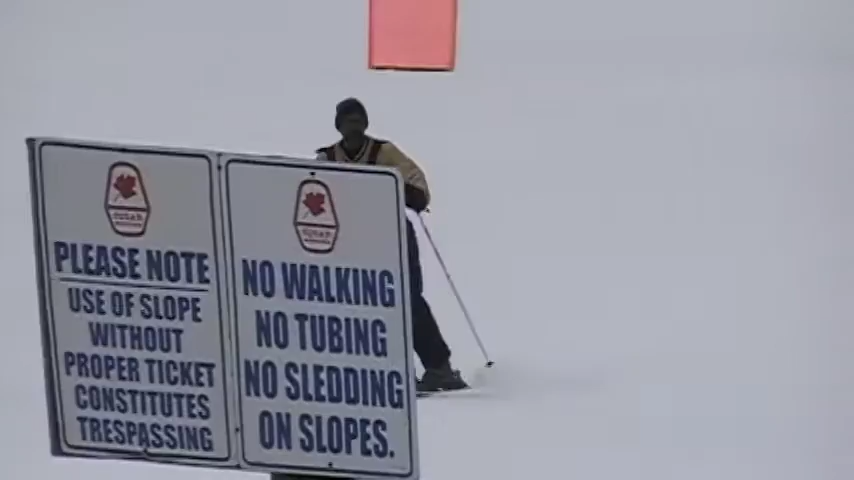 PLEASE NOTE
USE OF SLOPE
WITHOUT
PROPER TICKET
CONSTITUTES
TRESPASSING
NO WALKING
NO TUBING
NO SLEDDING
ON SLOPES.